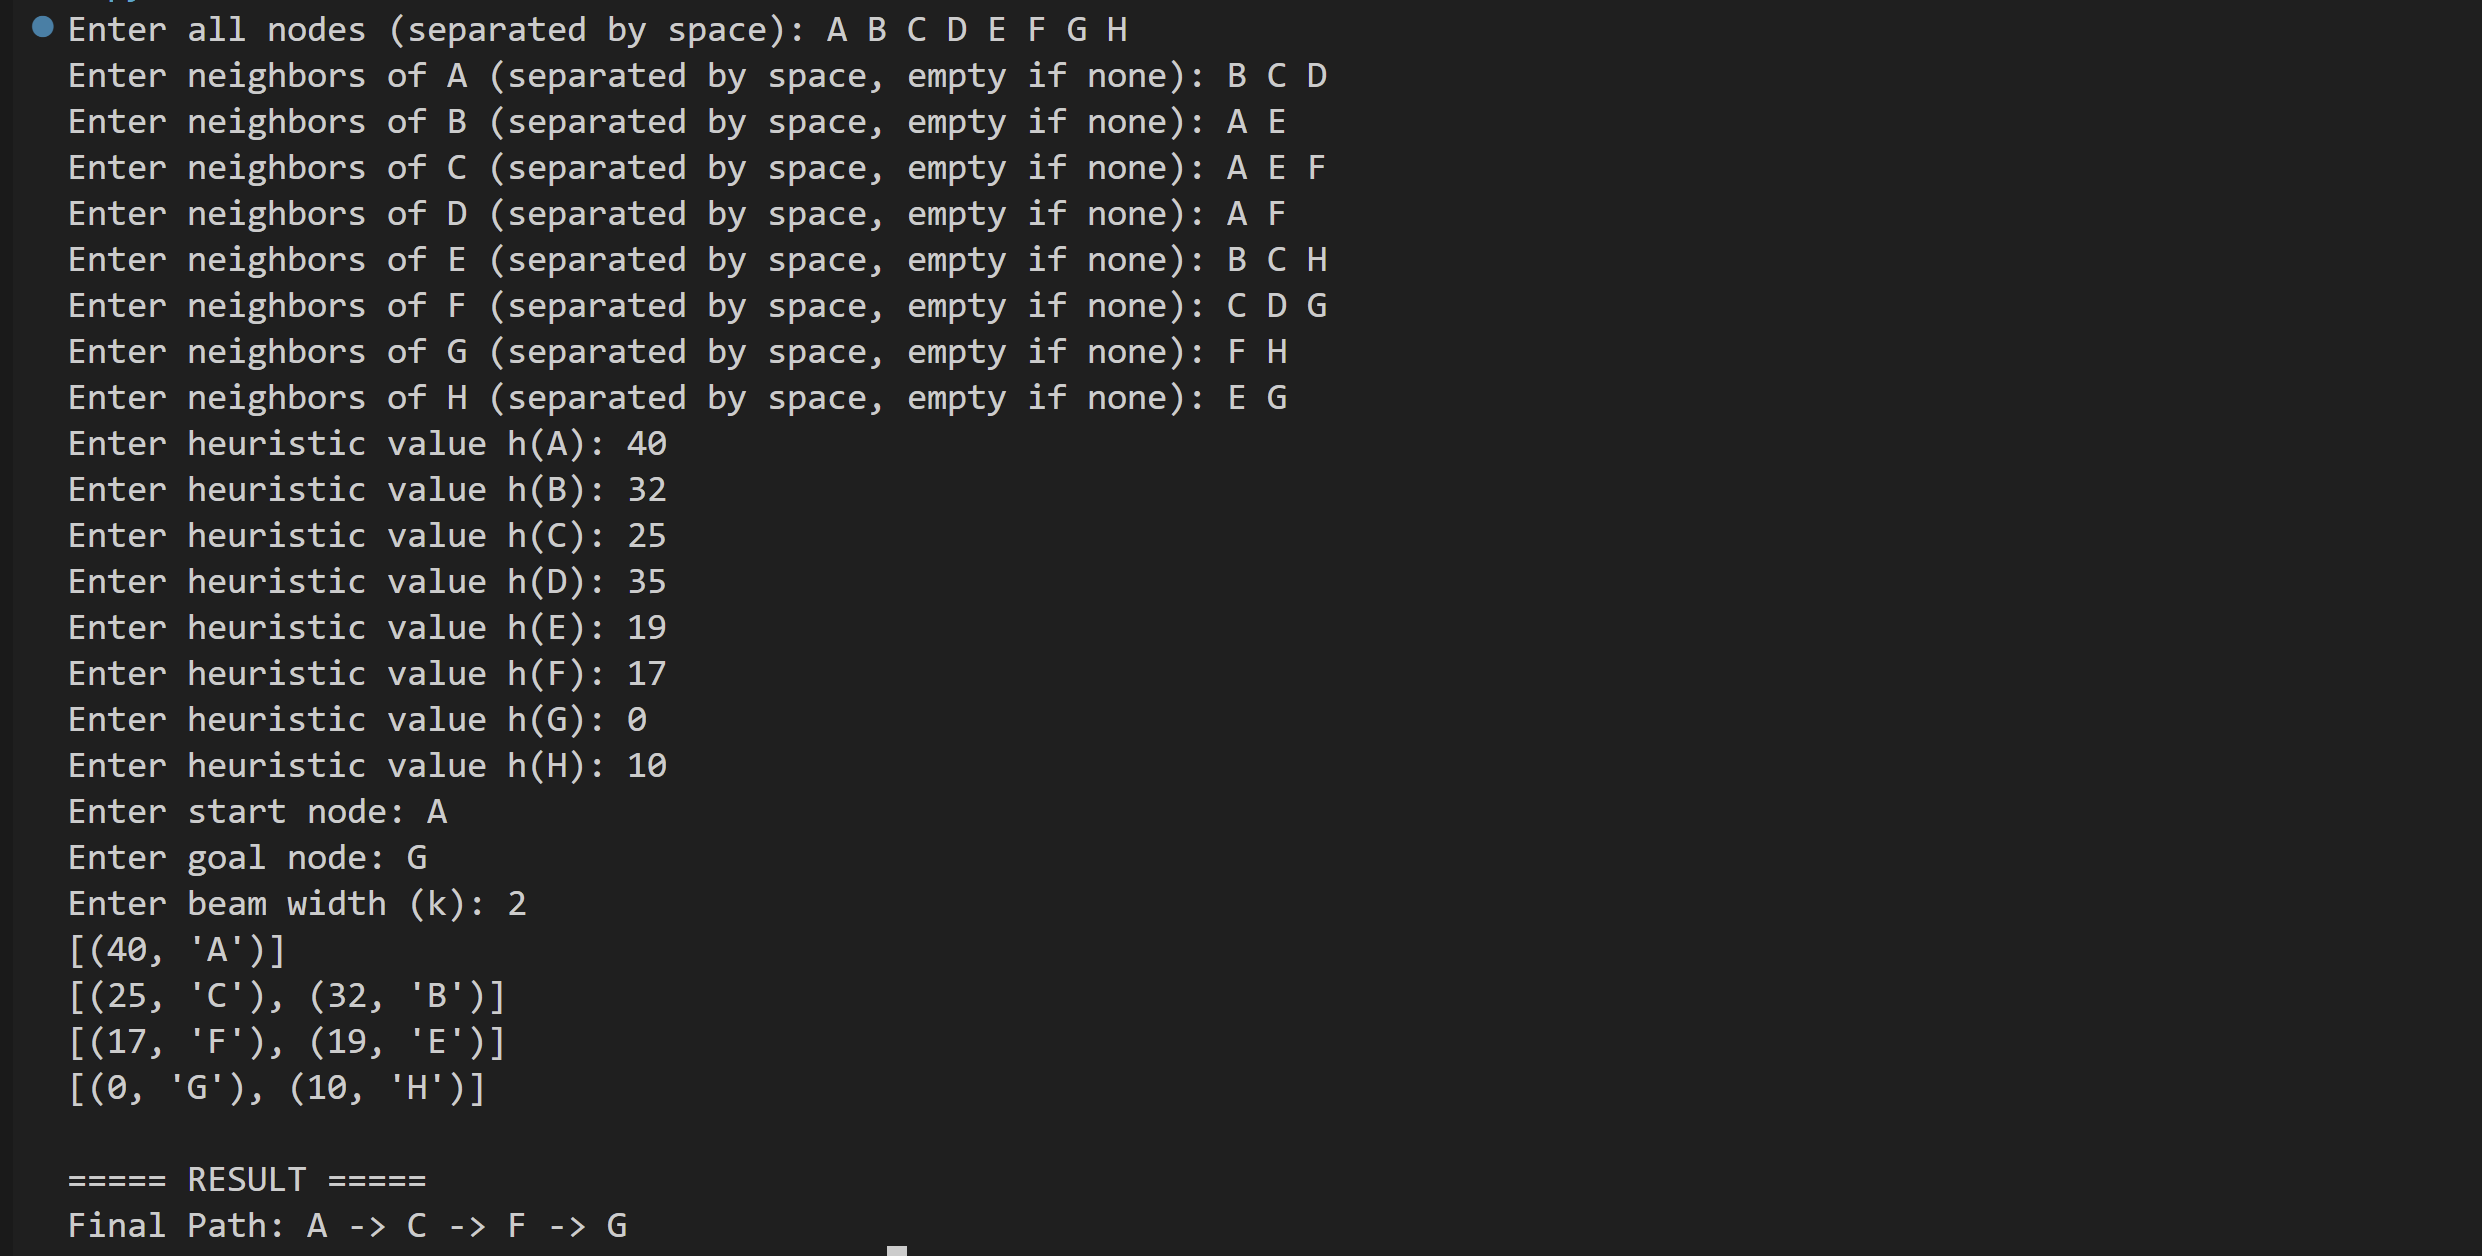 Enter all nodes (separated by space): A B C D E F G H
Enter neighbors of A (separated by space, empty if none): B C D
Enter neighbors of B (separated by space, empty if none): A E
Enter neighbors of C (separated by space, empty if none): A E F
Enter neighbors of D (separated by space, empty if none): A F
Enter neighbors of E (separated by space, empty if none): B C H
Enter neighbors of F (separated by space, empty if none): C D G
Enter neighbors of G (separated by space, empty if none): F H
Enter neighbors of H (separated by space, empty if none): E G
Enter heuristic value h(A): 40
Enter heuristic value h(B): 32
Enter heuristic value h(C): 25
Enter heuristic value h(D): 35
Enter heuristic value h(E): 19
Enter heuristic value h(F): 17
Enter heuristic value h(G): 0
Enter heuristic value h(H): 10
Enter start node: A
Enter goal node: G
Enter beam width (k): 2
[(40, 'A')]
[(25, 'C'), (32, 'B')]
[(17, 'F'), (19, 'E')]
[(0, 'G'), (10, 'H')]
===== RESULT =====
Final Path: A -> C -> F -> G